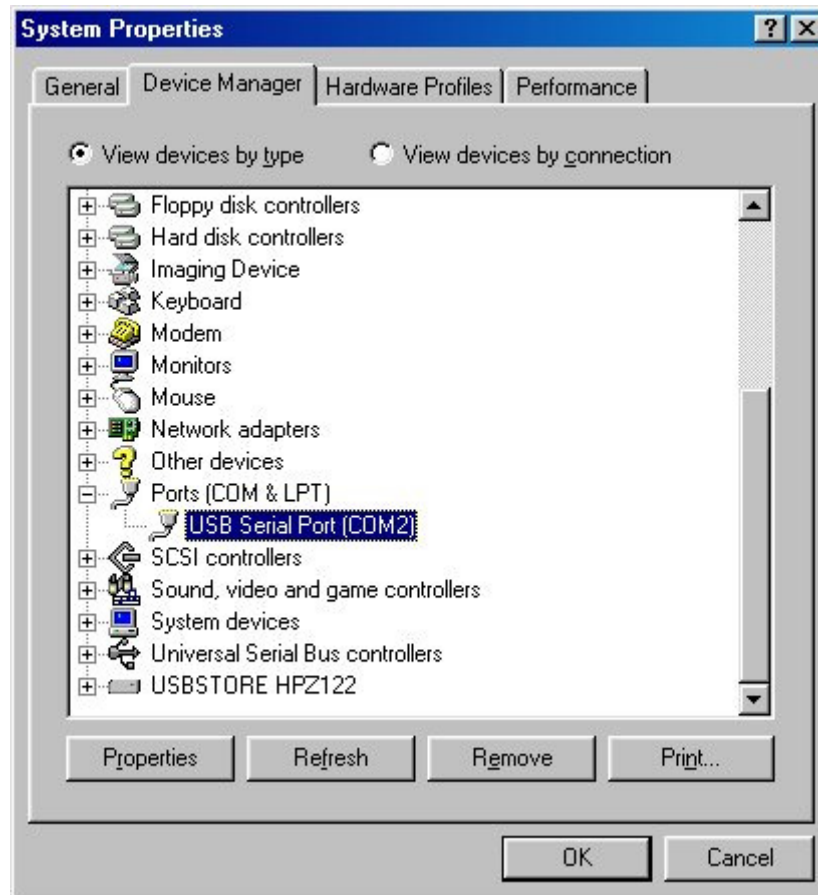 System Properties
General Device Manager Hardware Profiles Performance
View devices by type View devices by connection
Floppy disk controllers
Hard disk controllers
Imaging Device
Keyboard
Modem
Monitors
Mouse
Network adapters
Other devices
Ports (COM & LPT)
USB Serial Port (COM2)
SCSI controllers
Sound, video and game controllers
System devices
Universal Serial Bus controllers
USBSTORE HPZ122
Properties Refresh Remove Print...
OK Cancel